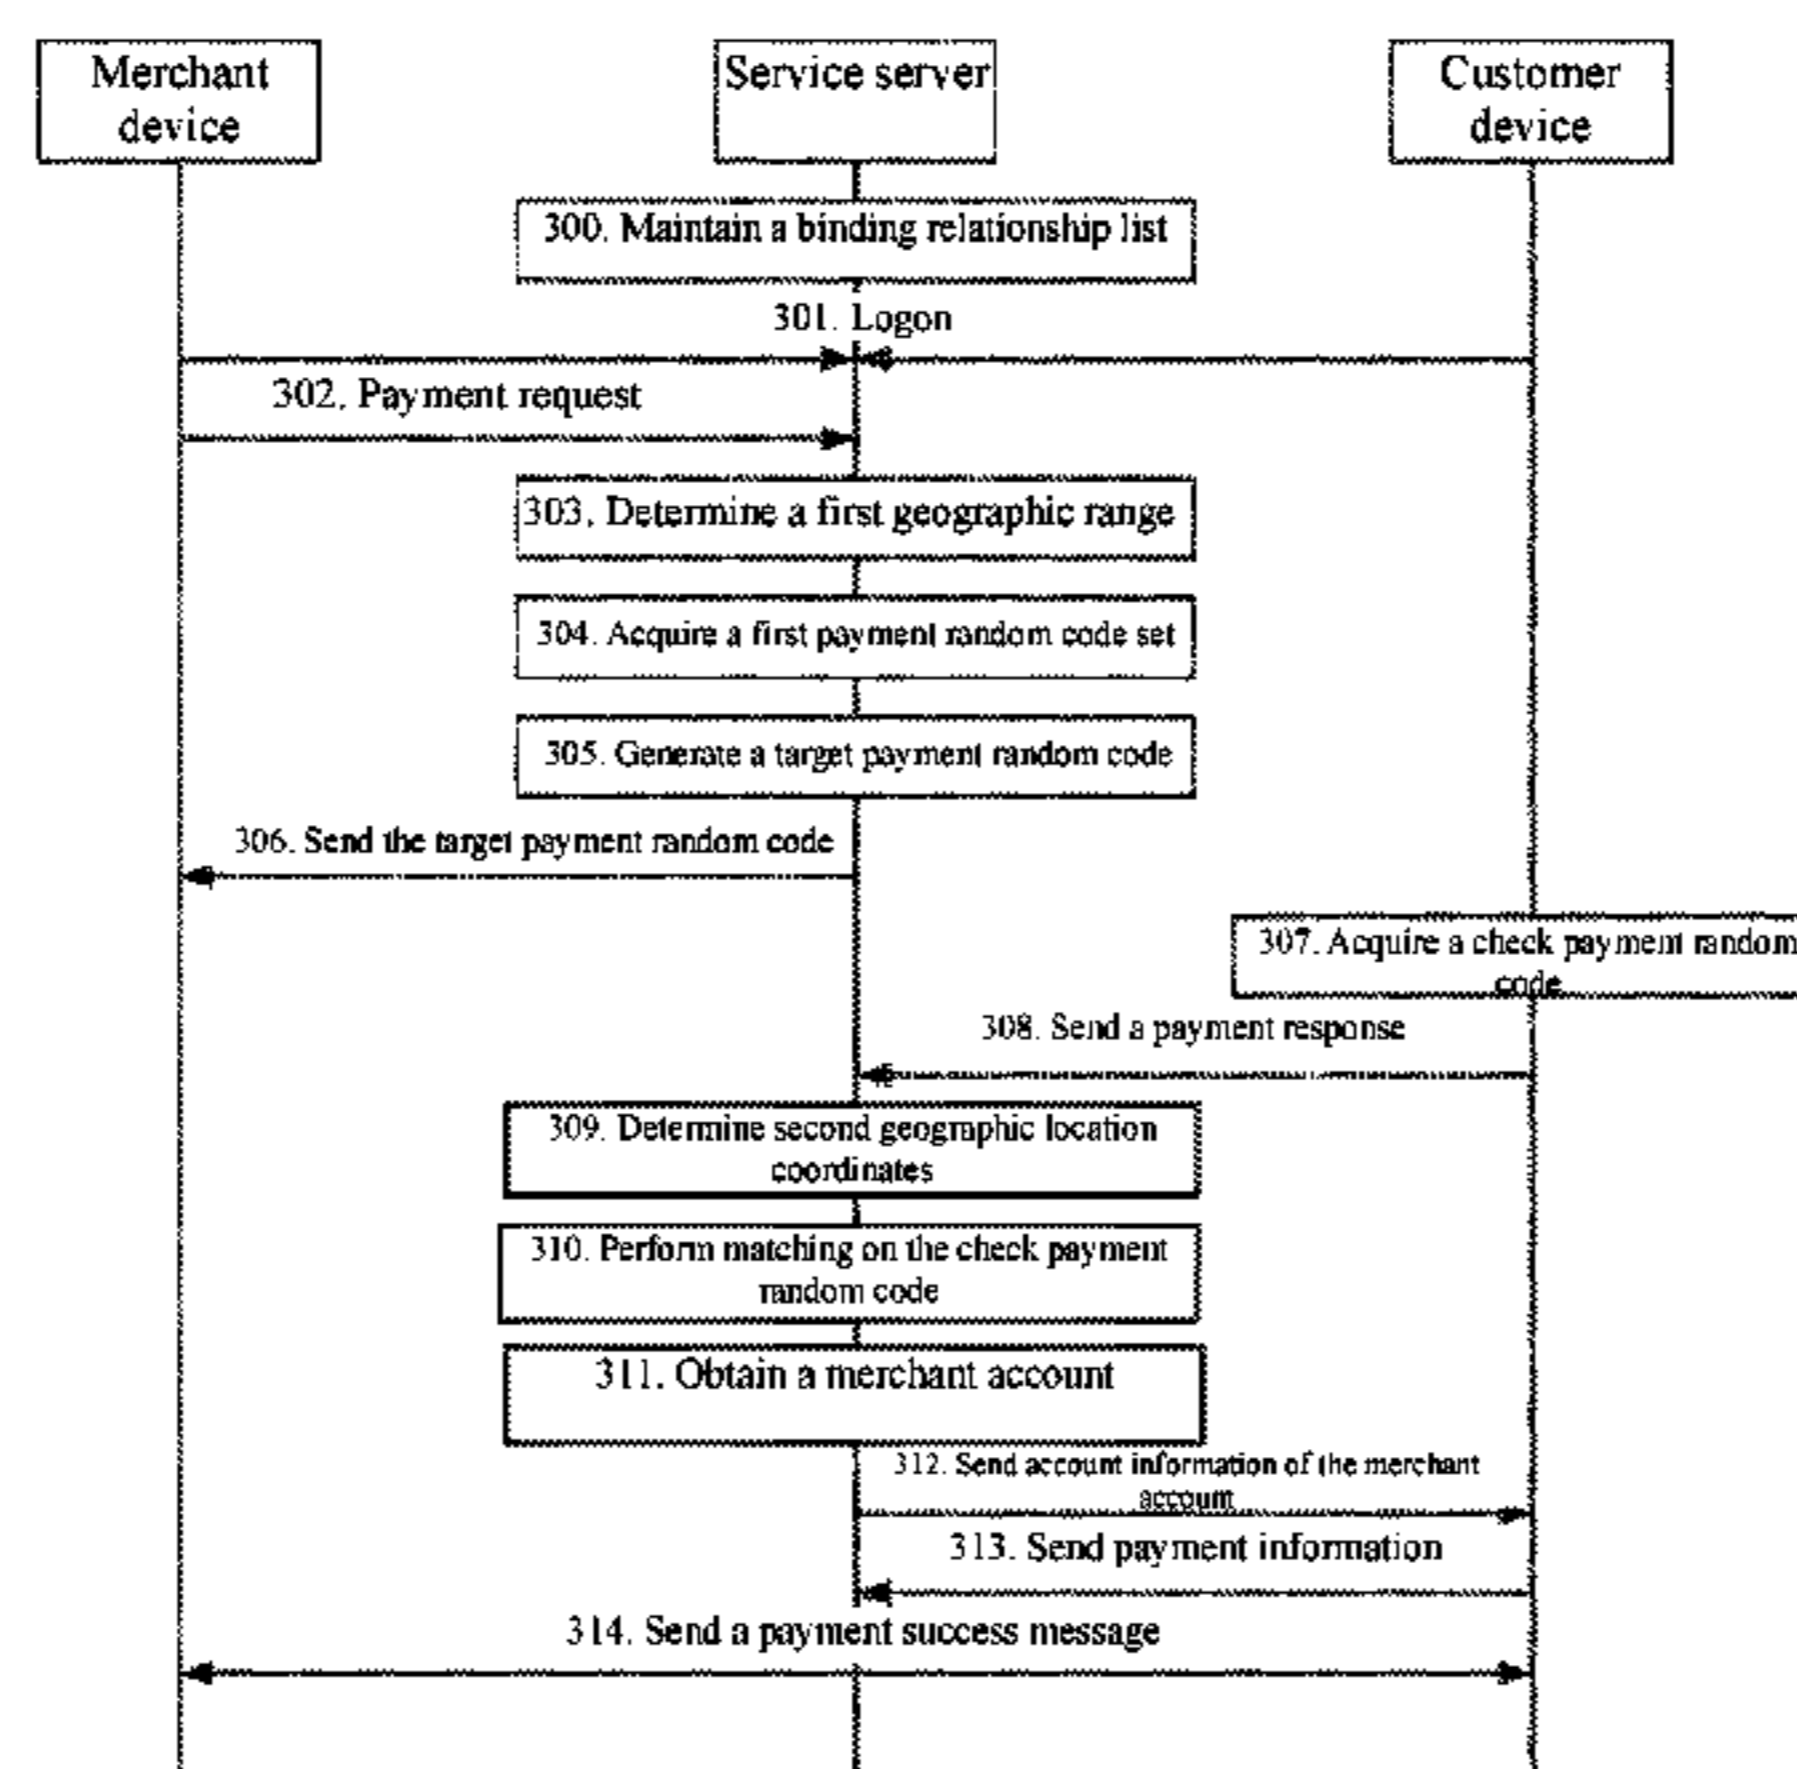 Merchant
device
Service server
Customer
device
300. Maintain a binding relationship list
301. Logon
302. Payment request
303. Determine a first geographic range
304. Acquire a first payment random code set
305. Generate a target payment random code
306. Send the target payment random code
307. Acquire a check payment random
code
308. Send a payment response
309. Determine second geographic location
coordinates
310. Perform matching on the check payment
random code
311. Obtain a merchant account
312. Send account information of the merchant
account
313. Send payment information
314. Send a payment success message